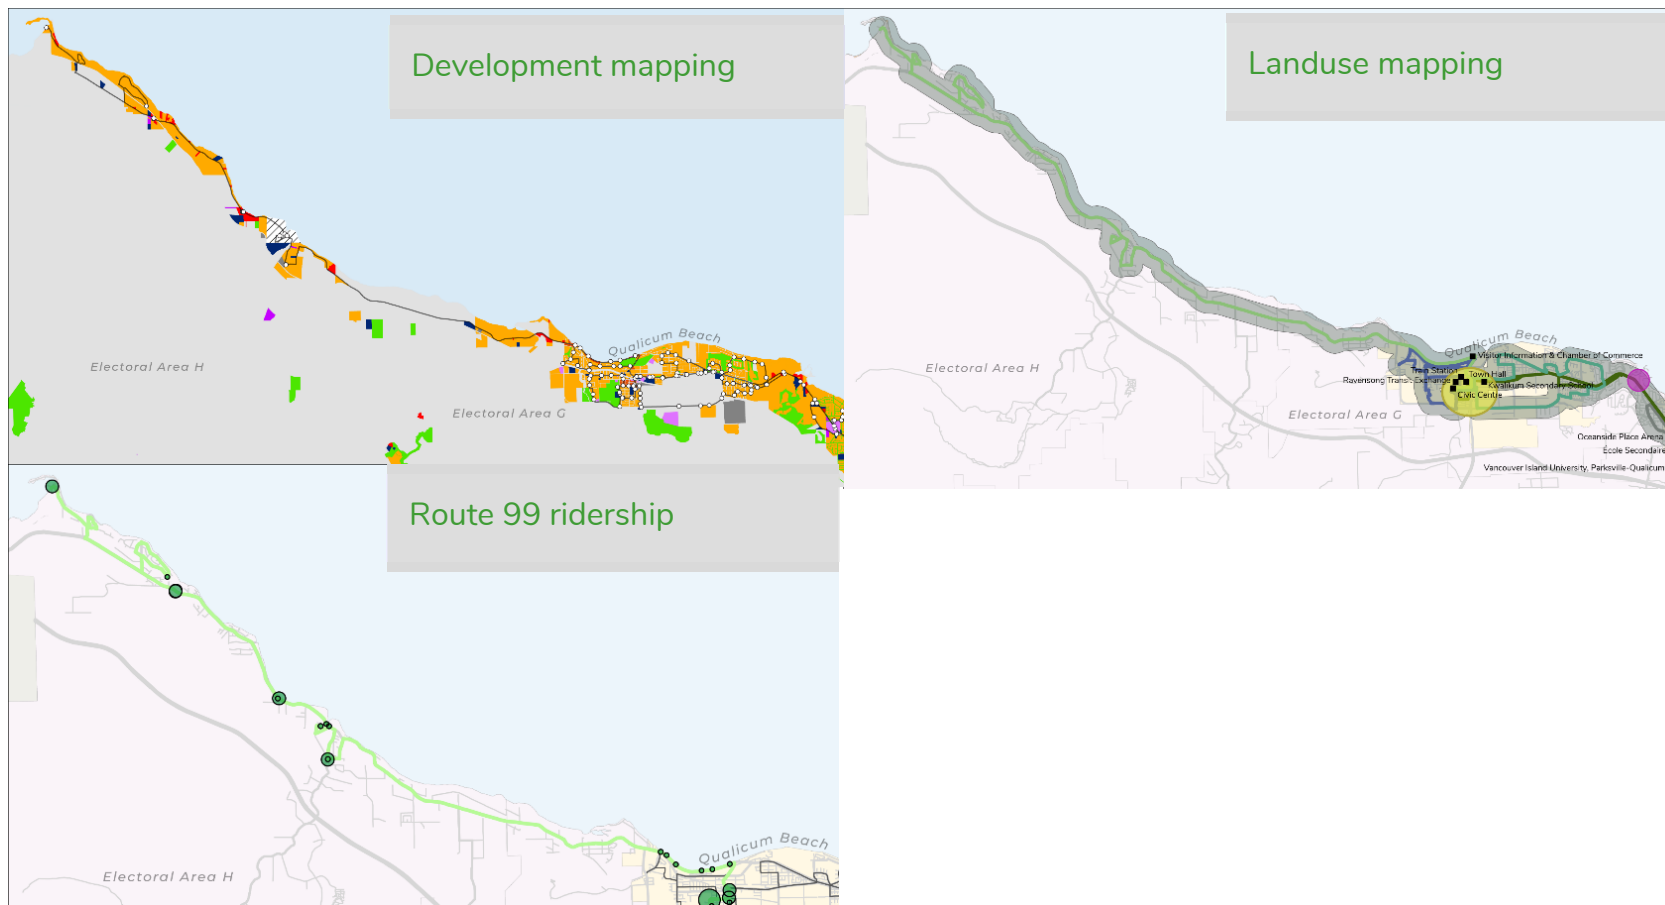 Development mapping
Qualicum Beach
Electoral Area H
Electoral Area G
Landuse mapping
Qualicum Beach
Visitor Information & Chamber of Commerce
Electoral Area H
Train Station
Town Hall
Ravensong Transit Exchange
Kwalikum Secondary School
Civic Centre
Electoral Area G
Oceanside Place Arena
École Secondaire
Vancouver Island University, Parksville-Qualicum
Route 99 ridership
Qualicum Beach
Electoral Area H